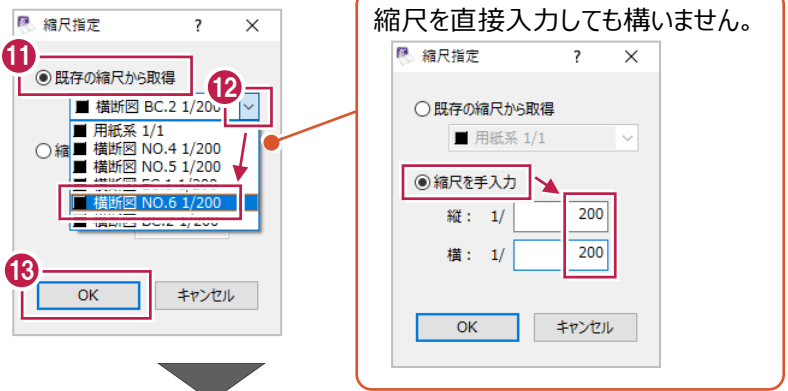 縮尺指定 ? ×
⑪
既存の縮尺から取得
⑫
横断図 BC.2 1/200
用紙系 1/1
横断図 NO.4 1/200
縮
横断図 NO.5 1/200
横断図 NO.6 1/200
⑬
OK キャンセル
縮尺を直接入力しても構いません。
縮尺指定 ? ×
既存の縮尺から取得
用紙系 1/1
縮尺を手入力
縦： 1/ 200
横： 1/ 200
OK キャンセル